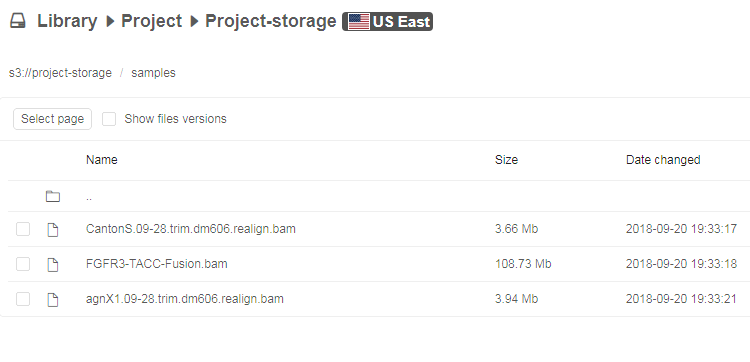 Library Project Project-storage US East
s3://project-storage / samples
Select page Show files versions
Name Size Date changed
..
CantonS.09-28.trim.dm606.realign.bam 3.66 Mb 2018-09-20 19:33:17
FGFR3-TACC-Fusion.bam 108.73 Mb 2018-09-20 19:33:18
agnX1.09-28.trim.dm606.realign.bam 3.94 Mb 2018-09-20 19:33:21